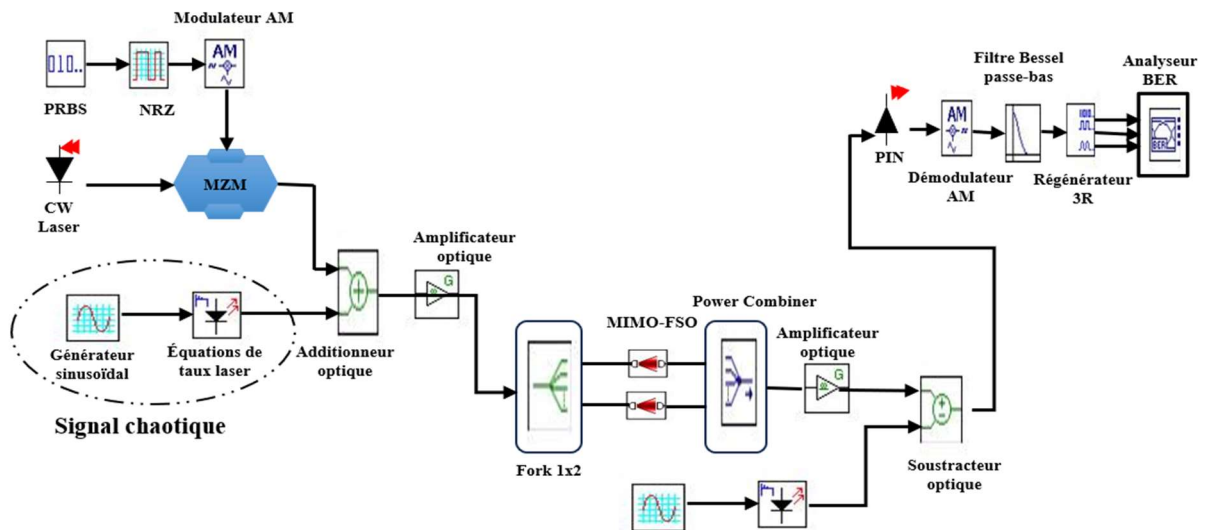 Modulateur AM
010..
AM
PRBS
NRZ
MZM
CW
Laser
Générateur
sinusoïdal
Équations de
taux laser
Signal chaotique
Additionneur
optique
Amplificateur
optique
G
Fork 1x2
MIMO-FSO
Power Combiner
Amplificateur
optique
G
Soustracteur
optique
PIN
AM
Démodulateur
AM
Filtre Bessel
passe-bas
Régénérateur
3R
Analyseur
BER
BER